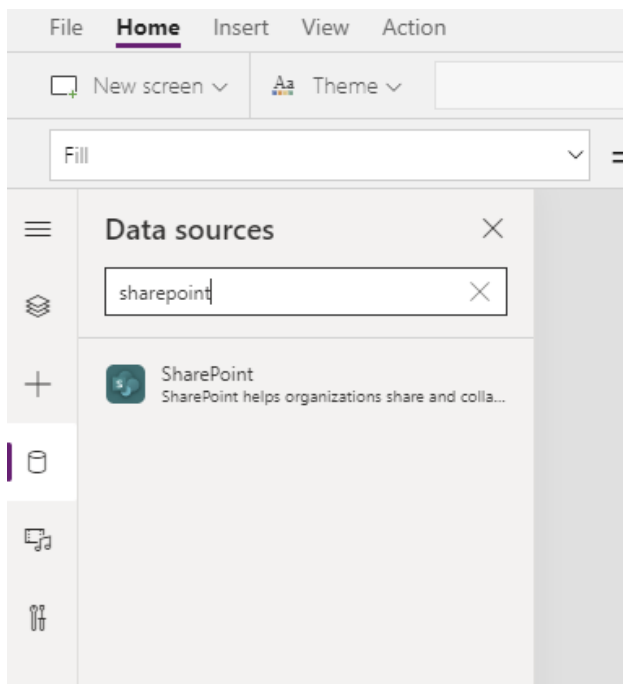 File Home Insert View Action
New screen Aa Theme
Fill =
Data sources
sharepoint
S SharePoint
SharePoint helps organizations share and colla...